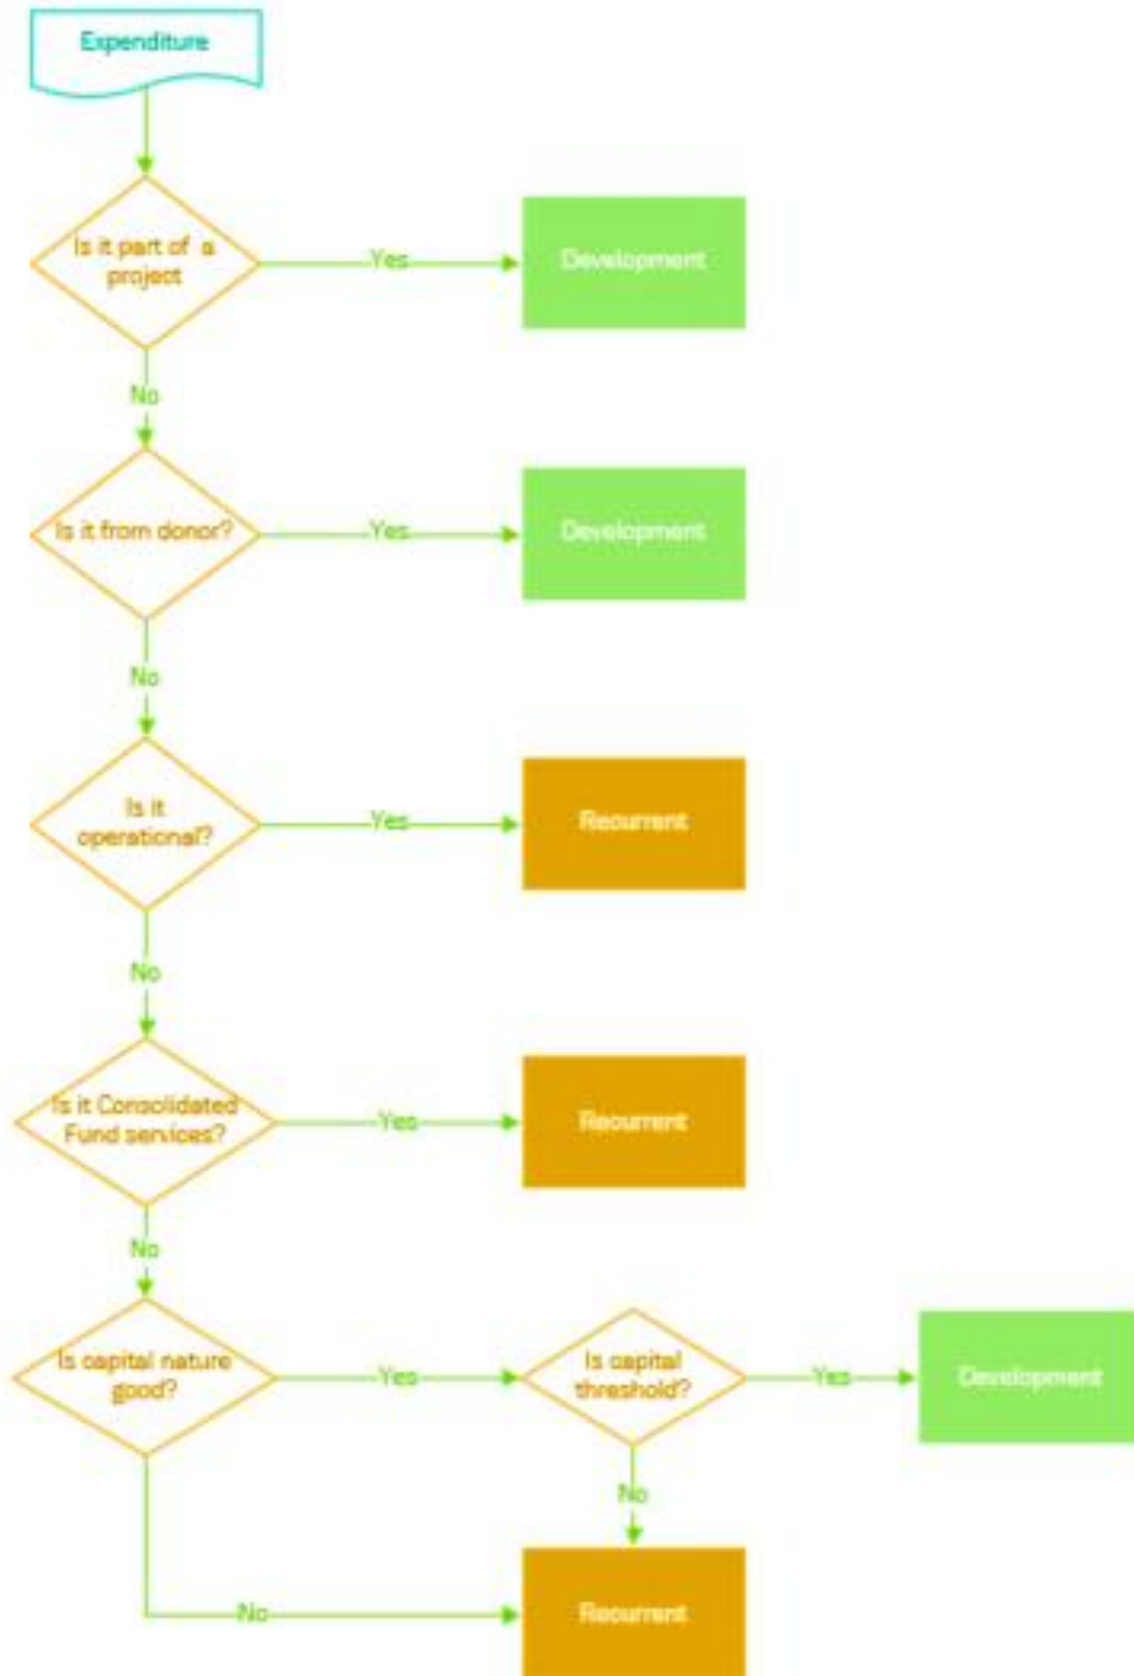 Expenditure
Is it part of a
project
Yes
Development
No
Is it from donor?
Yes
Development
No
Is it
operational?
Yes
Recurrent
No
Is it Consolidated
Fund services?
Yes
Recurrent
No
Is capital nature
good?
Yes
Is capital
threshold?
Yes
Development
No
No
Recurrent